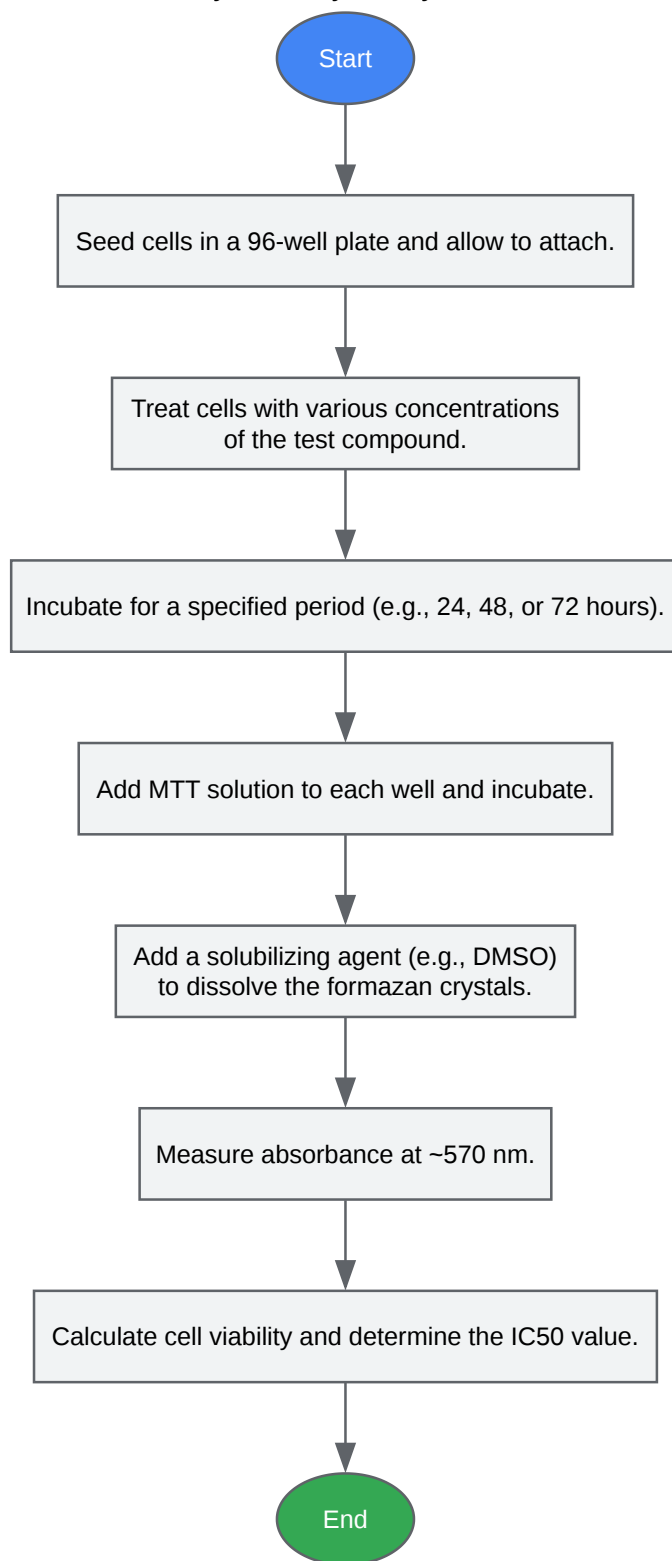 Start
Seed cells in a 96-well plate and allow to attach.
Treat cells with various concentrations
of the test compound.
Incubate for a specified period (e.g., 24, 48, or 72 hours).
Add MTT solution to each well and incubate.
Add a solubilizing agent (e.g., DMSO)
to dissolve the formazan crystals.
Measure absorbance at ~570 nm.
Calculate cell viability and determine the IC50 value.
End